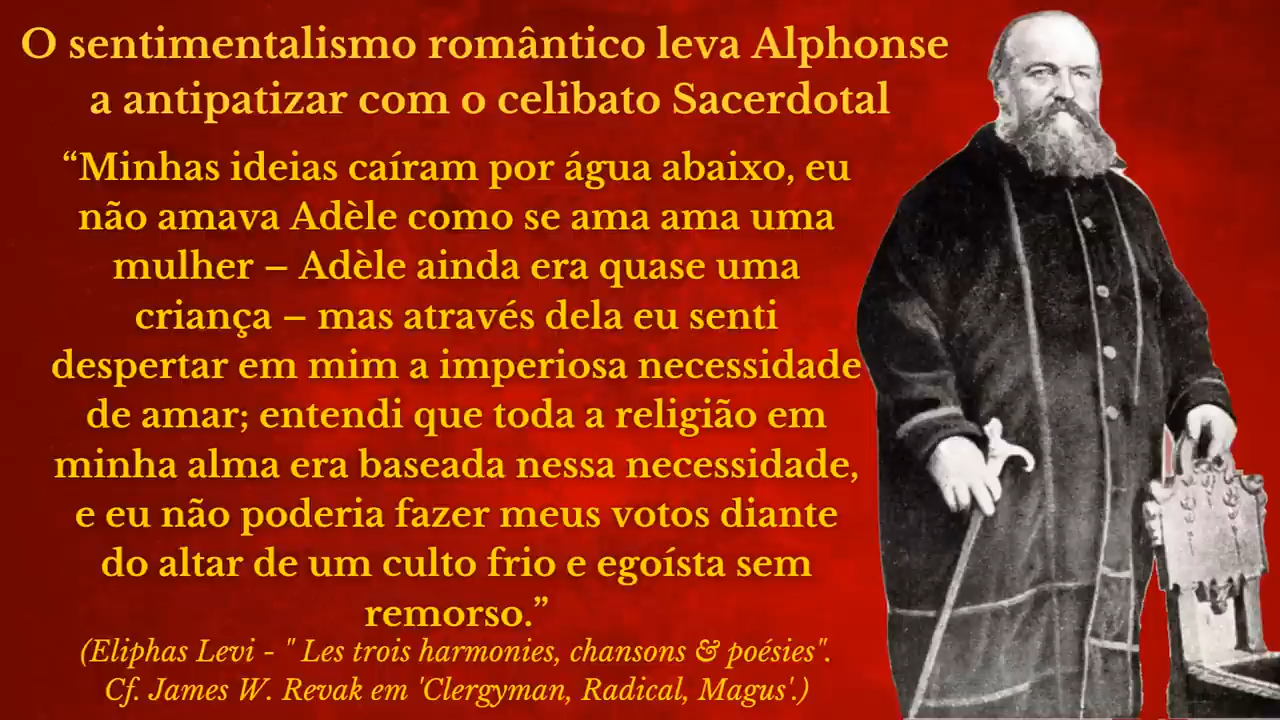 O sentimentalismo romântico leva Alphonse
a antipatizar com o celibato Sacerdotal
“Minhas ideias caíram por água abaixo, eu
não amava Adèle como se ama ama uma
mulher – Adèle ainda era quase uma
criança – mas através dela eu senti
despertar em mim a imperiosa necessidade
de amar; entendi que toda a religião em
minha alma era baseada nessa necessidade,
e eu não poderia fazer meus votos diante
do altar de um culto frio e egoísta sem
remorso.”
(Eliphas Levi - " Les trois harmonies, chansons & poésies".
Cf. James W. Revak em 'Clergyman, Radical, Magus'.)